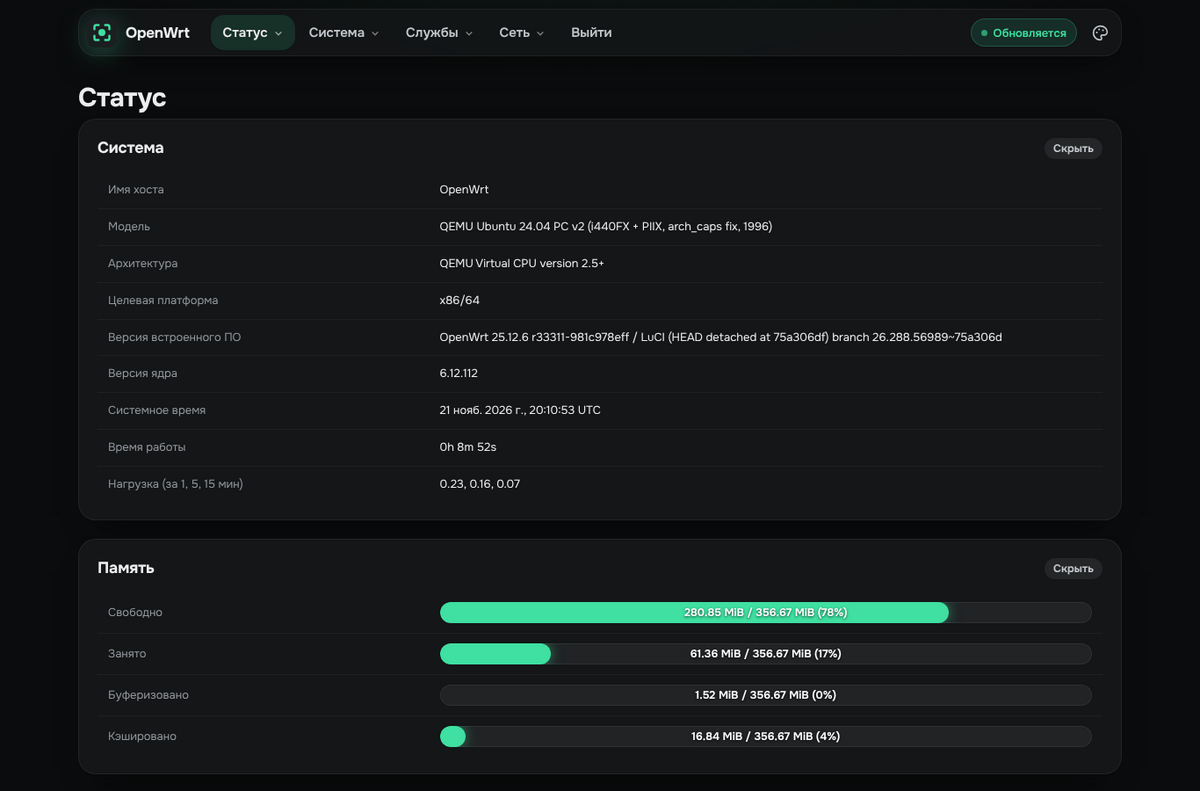 OpenWrt Статус Система Службы Сеть Выйти Обновляется
Статус
Система Скрыть
Имя хоста OpenWrt
Модель QEMU Ubuntu 24.04 PC v2 (i440FX + PIIX, arch_caps fix, 1996)
Архитектура QEMU Virtual CPU version 2.5+
Целевая платформа x86/64
Версия встроенного ПО OpenWrt 25.12.6 r33311-981c978eff / LuCI (HEAD detached at 75a306df) branch 26.288.56989~75a306d
Версия ядра 6.12.112
Системное время 21 нояб. 2026 г., 20:10:53 UTC
Время работы 0h 8m 52s
Нагрузка (за 1, 5, 15 мин) 0.23, 0.16, 0.07
Память Скрыть
Свободно 280.85 MiB / 356.67 MiB (78%)
Занято 61.36 MiB / 356.67 MiB (17%)
Буферизовано 1.52 MiB / 356.67 MiB (0%)
Кэшировано 16.84 MiB / 356.67 MiB (4%)